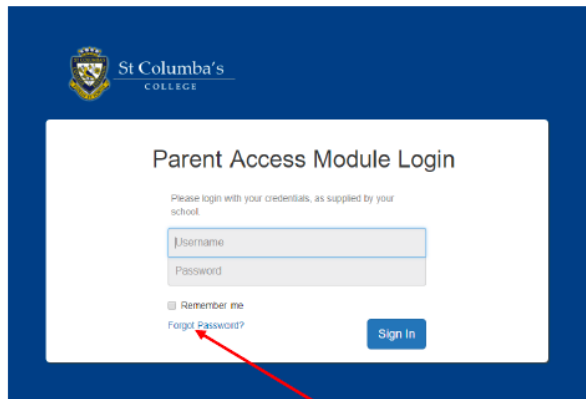 St Columba's
COLLEGE
Parent Access Module Login
Please login with your credentials, as supplied by your
school.
Username
Password
Remember me
Forgot Password?
Sign In